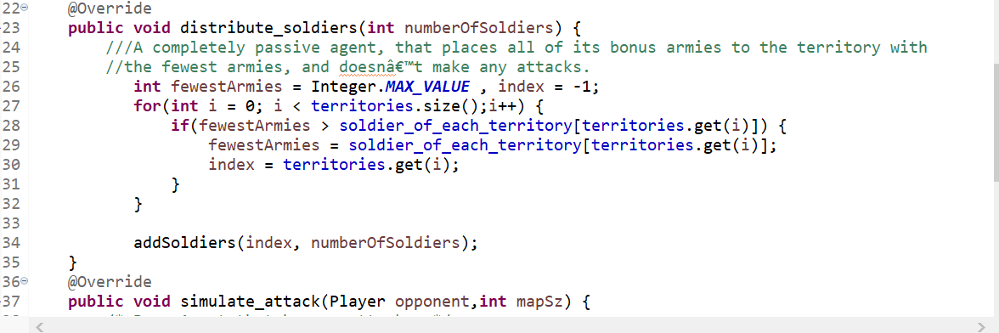 22 @Override
23 public void distribute_soldiers(int numberOfSoldiers) {
24 ///A completely passive agent, that places all of its bonus armies to the territory with
25 //the fewest armies, and doesnâ€™t make any attacks.
26 int fewestArmies = Integer.MAX_VALUE , index = -1;
27 for(int i = 0; i < territories.size();i++) {
28 if(fewestArmies > soldier_of_each_territory[territories.get(i)]) {
29 fewestArmies = soldier_of_each_territory[territories.get(i)];
30 index = territories.get(i);
31 }
32 }
33
34 addSoldiers(index, numberOfSoldiers);
35 }
36 @Override
37 public void simulate_attack(Player opponent,int mapSz) {